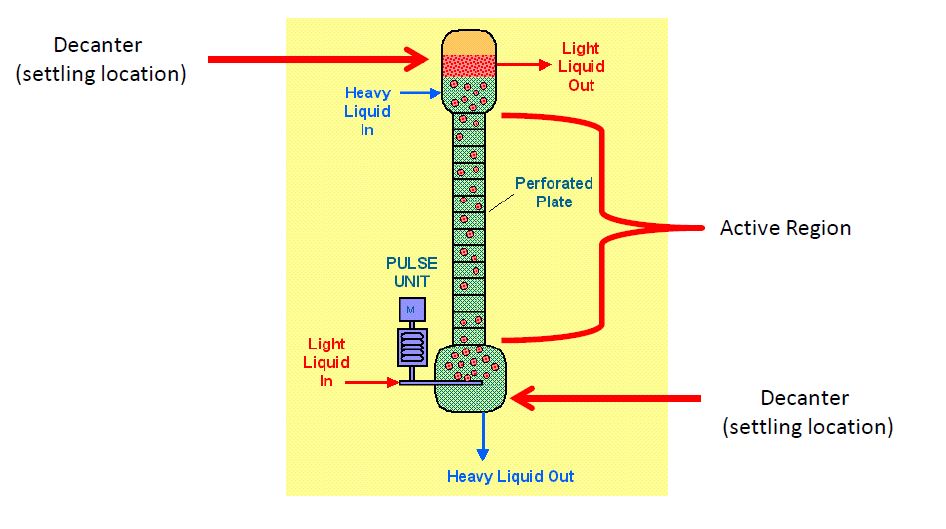 Decanter
(settling location)
Light
Liquid
Out
Heavy
Liquid
In
Perforated
Plate
Active Region
PULSE
UNIT
M
Light
Liquid
In
Decanter
(settling location)
Heavy Liquid Out